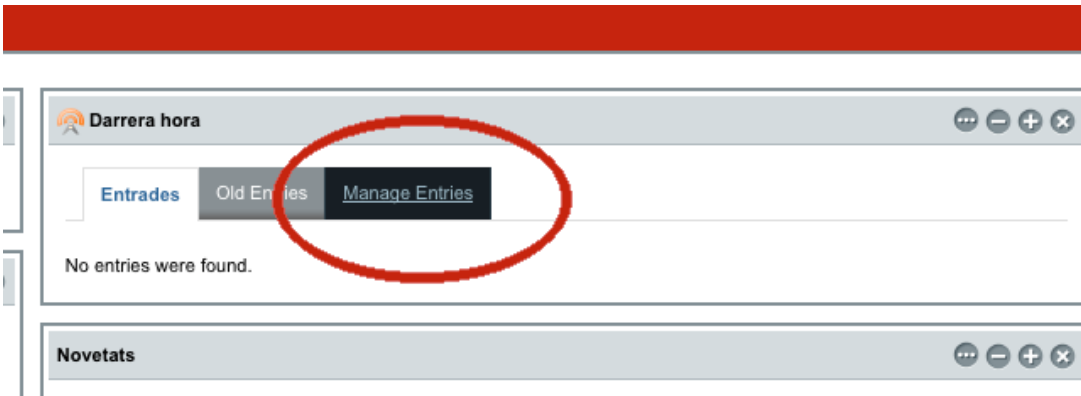 Darrera hora
Entrades Old Entries Manage Entries
No entries were found.
Novetats